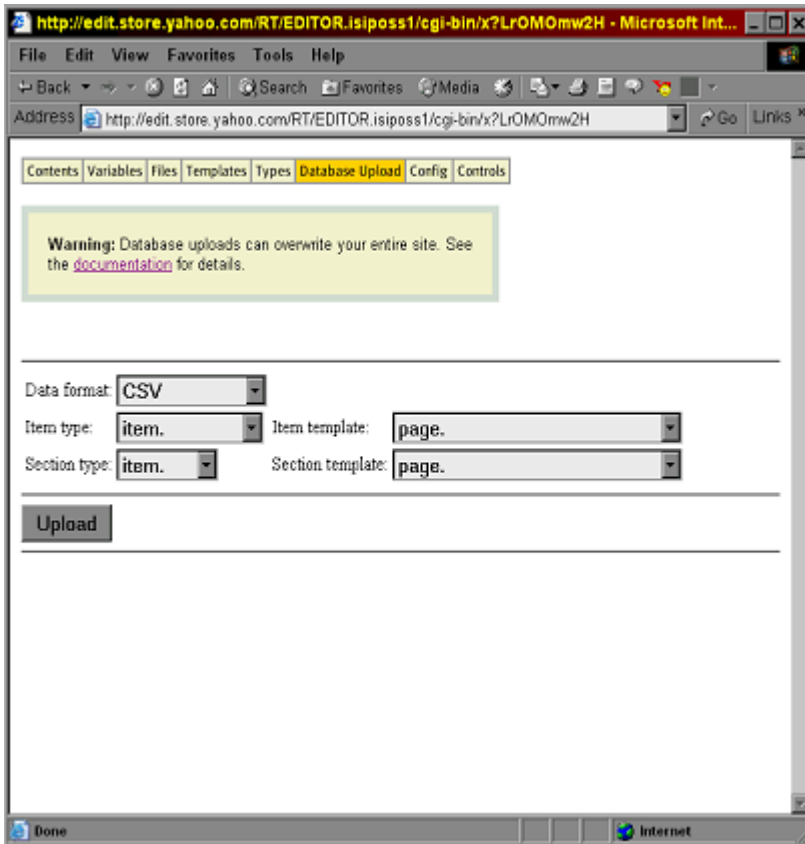 http://edit.store.yahoo.com/RT/EDITOR.isiposs1/cgi-bin/x?LrOMOmw2H - Microsoft Int...
File Edit View Favorites Tools Help
Back Search Favorites Media
Address http://edit.store.yahoo.com/RT/EDITOR.isiposs1/cgi-bin/x?LrOMOmw2H Go Links
Contents Variables Files Templates Types Database Upload Config Controls
Warning: Database uploads can overwrite your entire site. See
the documentation for details.
Data format: CSV
Item type: item. Item template: page.
Section type: item. Section template: page.
Upload
Done Internet